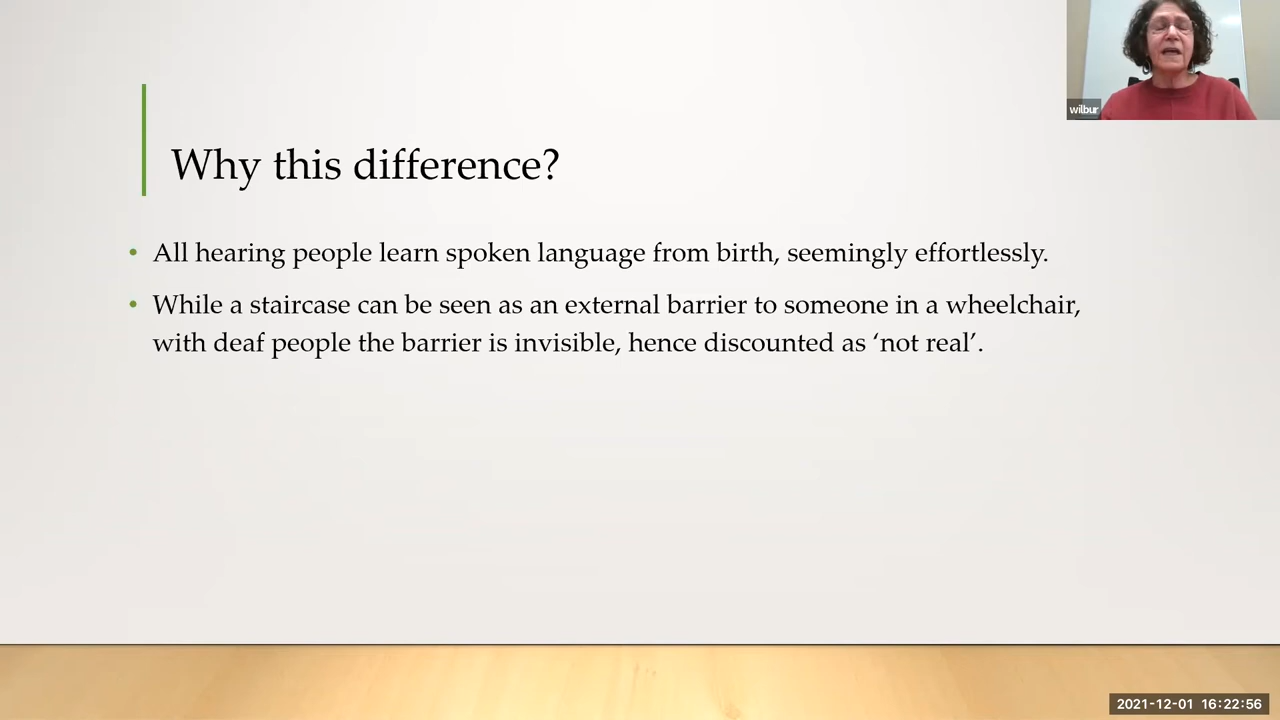 wilbur
Why this difference?
• All hearing people learn spoken language from birth, seemingly effortlessly.
• While a staircase can be seen as an external barrier to someone in a wheelchair,
with deaf people the barrier is invisible, hence discounted as ‘not real’.
2021-12-01 16:22:56